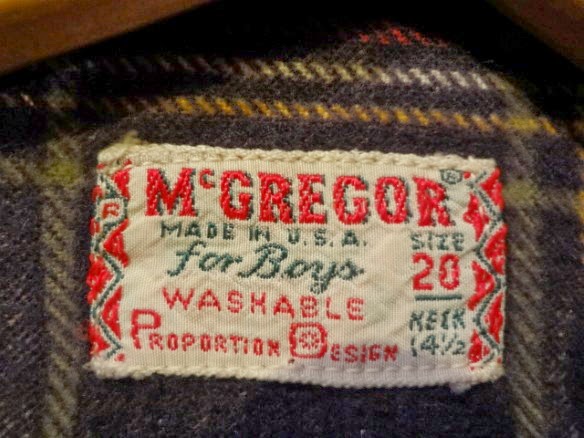 McGREGOR ®
MADE IN U.S.A.
for Boys
WASHABLE
PROPORTION DESIGN
SIZE
20
NECK
14½